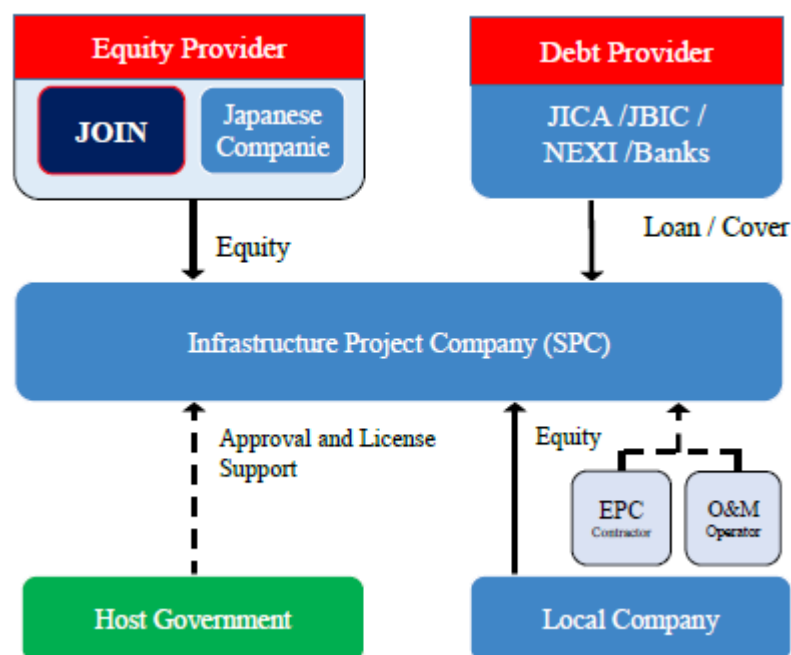 Equity Provider
JOIN
Japanese
Companie
Debt Provider
JICA /JBIC /
NEXI /Banks
Equity
Loan / Cover
Infrastructure Project Company (SPC)
Approval and License
Support
Equity
EPC
Contractor
O&M
Operator
Host Government
Local Company